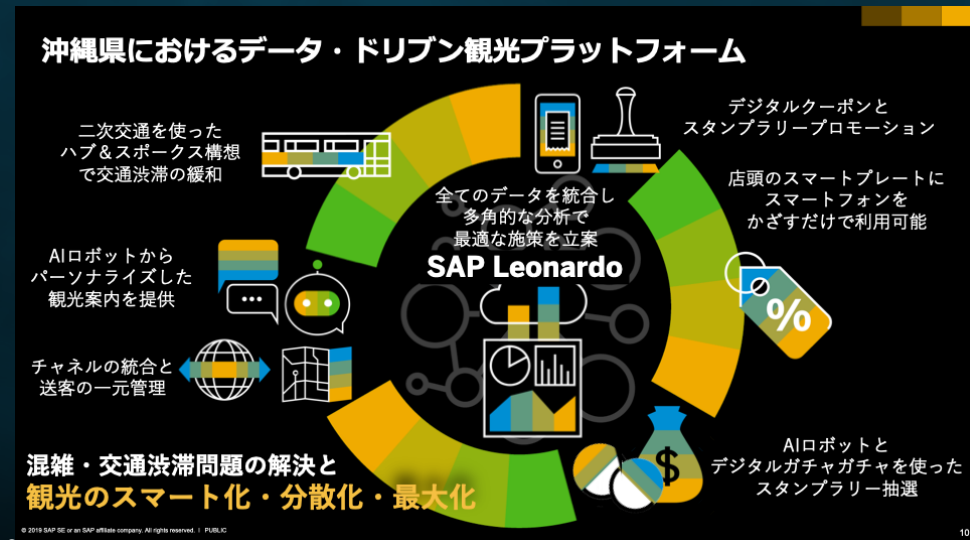 沖縄県におけるデータ・ドリブン観光プラットフォーム
二次交通を使った
ハブ＆スポークス構想
で交通渋滞の緩和
デジタルクーポンと
スタンプラリープロモーション
全てのデータを統合し
多角的な分析で
最適な施策を立案
SAP Leonardo
店頭のスマートプレートに
スマートフォンを
かざすだけで利用可能
AIロボットから
パーソナライズした
観光案内を提供
%
チャネルの統合と
送客の一元管理
$
AIロボットと
デジタルガチャガチャを使った
スタンプラリー抽選
混雑・交通渋滞問題の解決と
観光のスマート化・分散化・最大化
© 2019 SAP SE or an SAP affiliate company. All rights reserved. | PUBLIC
10